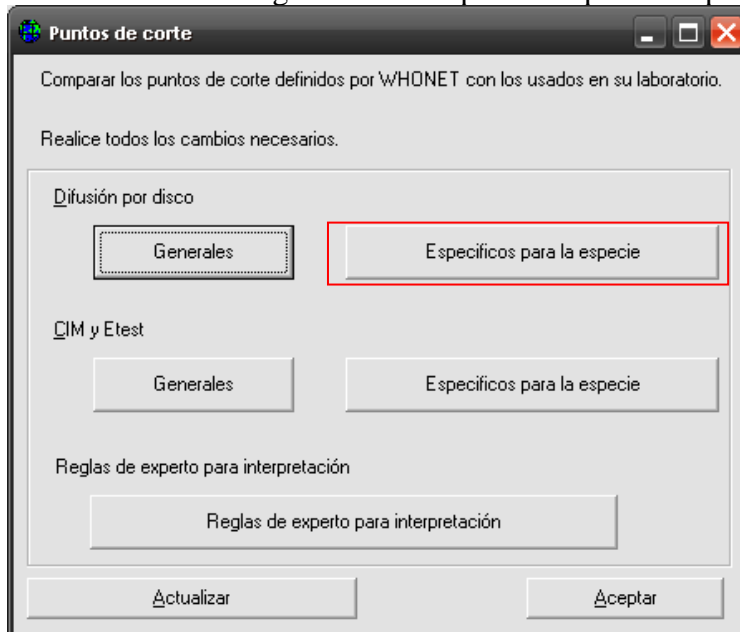 Puntos de corte
Comparar los puntos de corte definidos por WHONET con los usados en su laboratorio.
Realice todos los cambios necesarios.
Difusión por disco
Generales
Especificos para la especie
CIM y Etest
Generales
Especificos para la especie
Reglas de experto para interpretación
Reglas de experto para interpretación
Actualizar
Aceptar